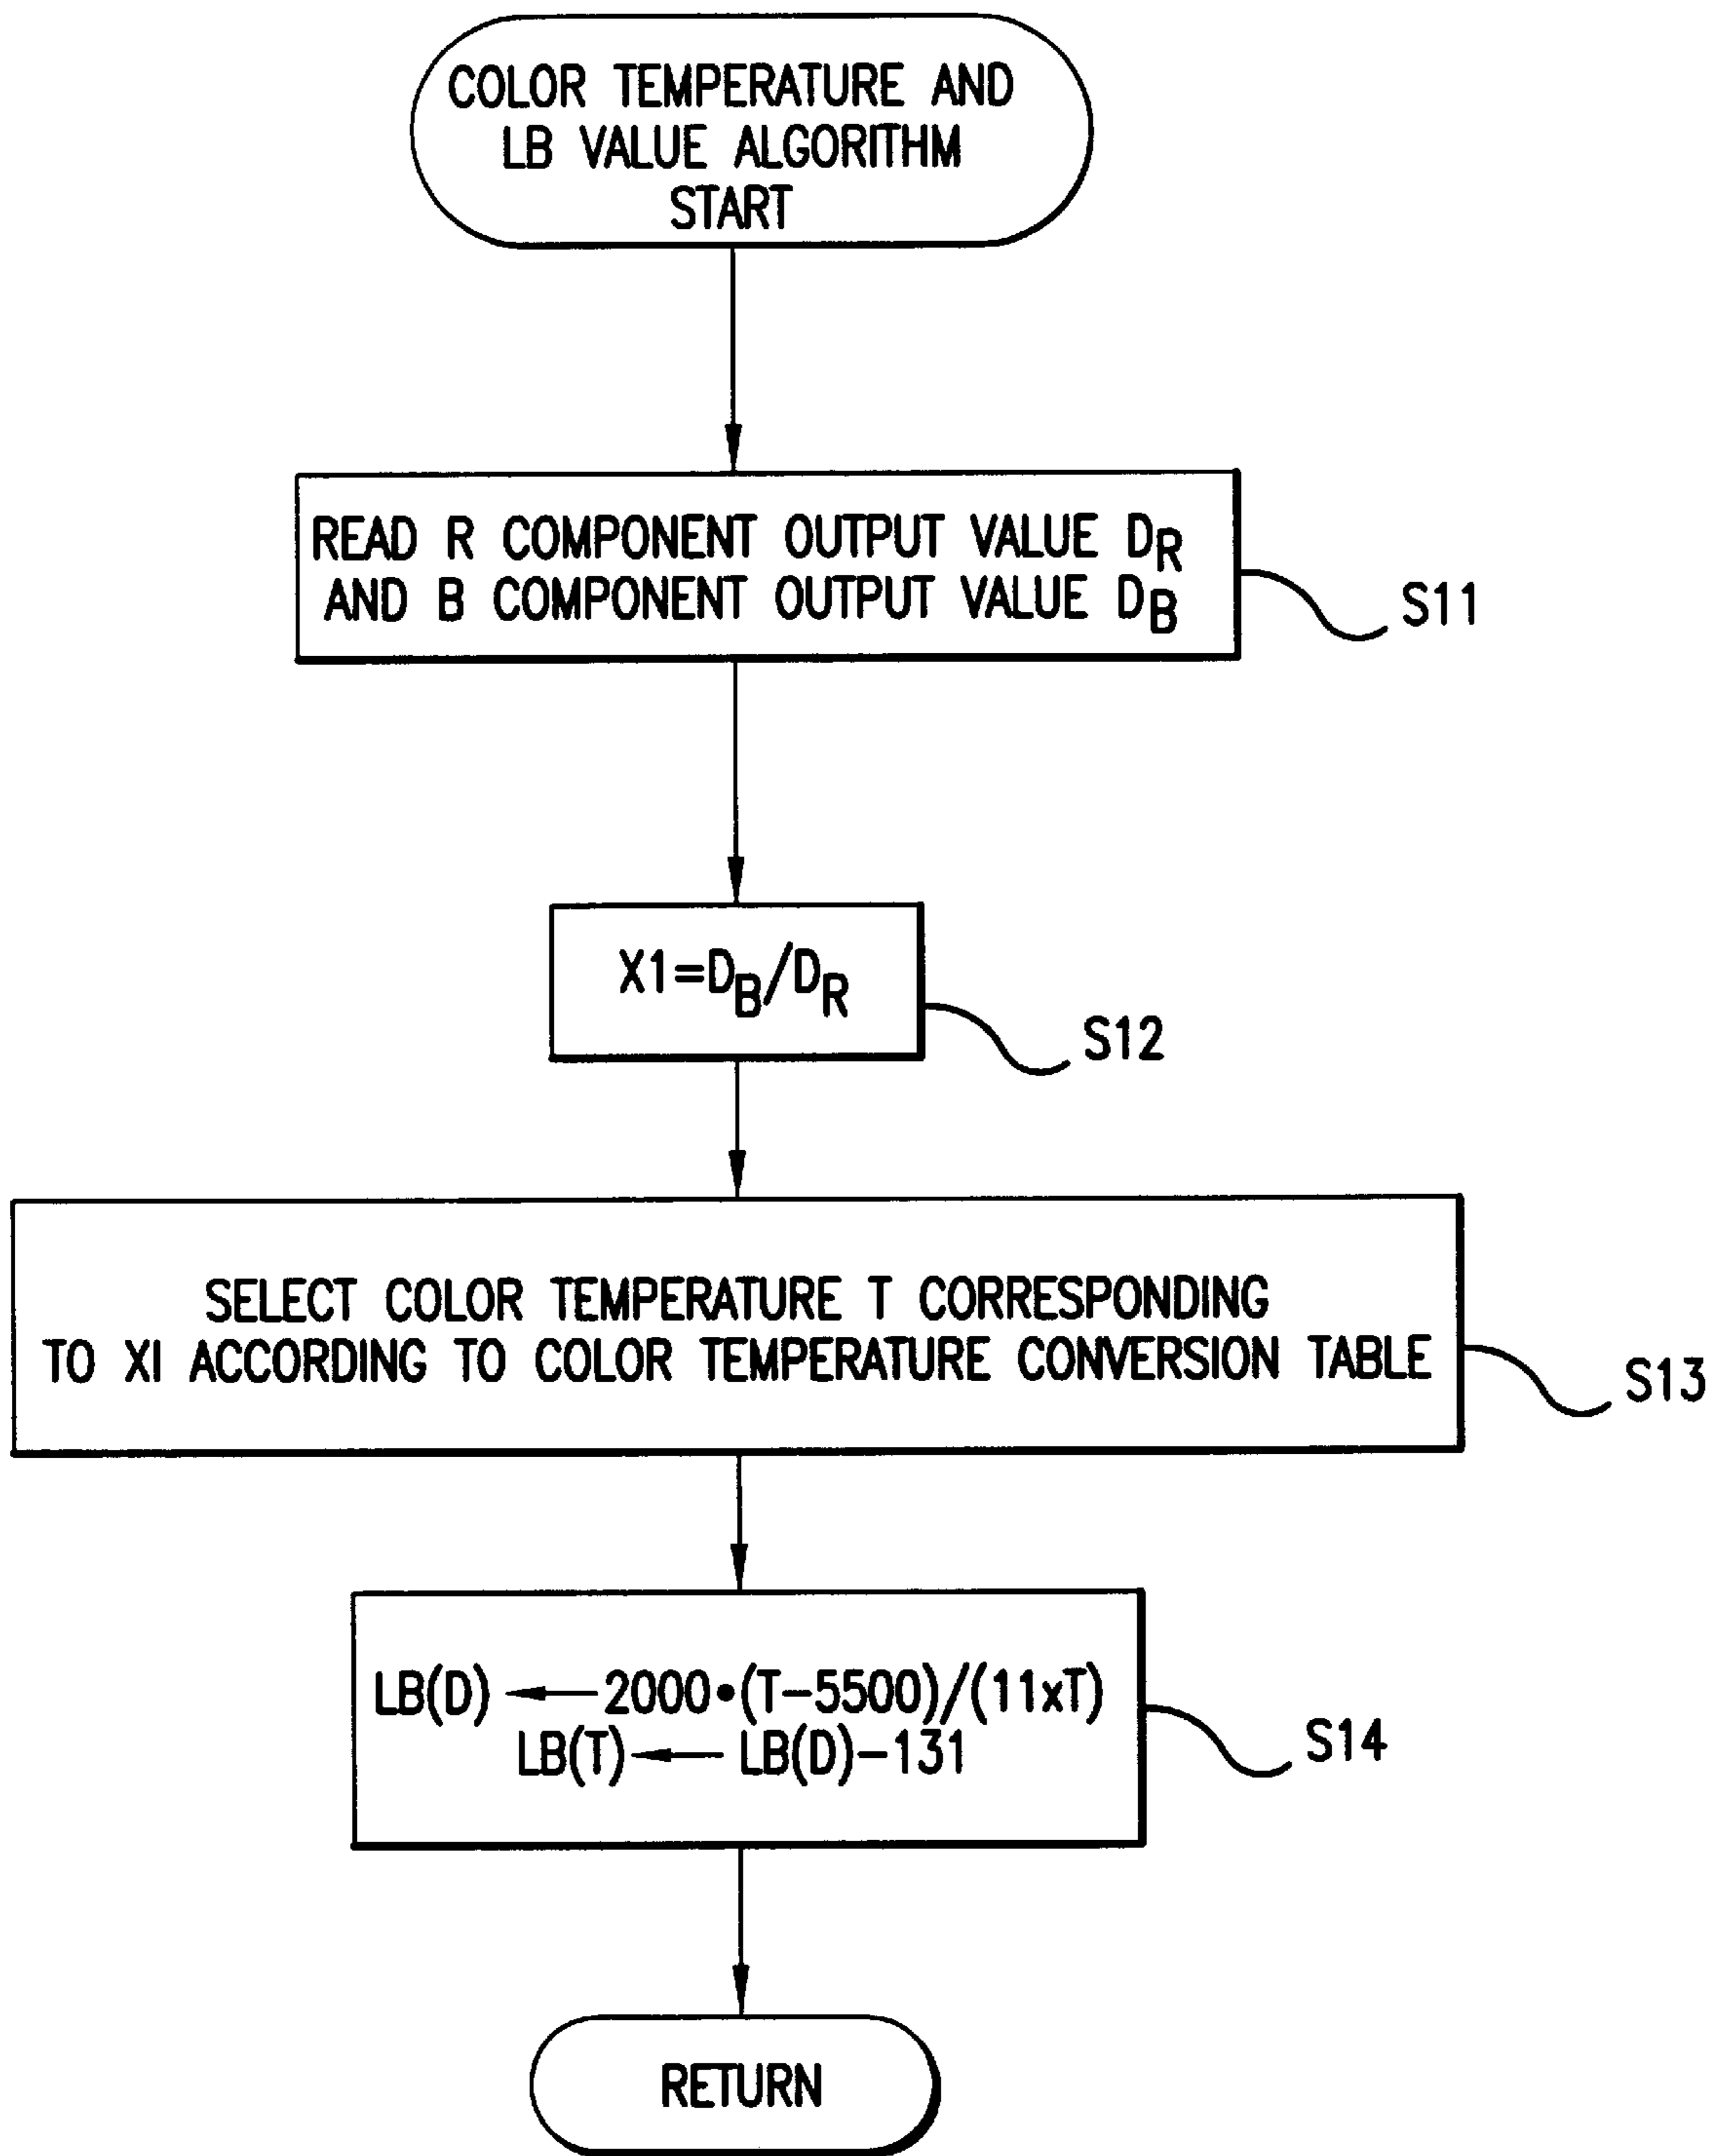 COLOR TEMPERATURE AND
LB VALUE ALGORITHM
START
READ R COMPONENT OUTPUT VALUE DR
AND B COMPONENT OUTPUT VALUE DB
S11
X1=DB/DR
S12
SELECT COLOR TEMPERATURE T CORRESPONDING
TO XI ACCORDING TO COLOR TEMPERATURE CONVERSION TABLE
S13
LB(D) ← 2000•(T-5500)/(11xT)
LB(T) ← LB(D)-131
S14
RETURN